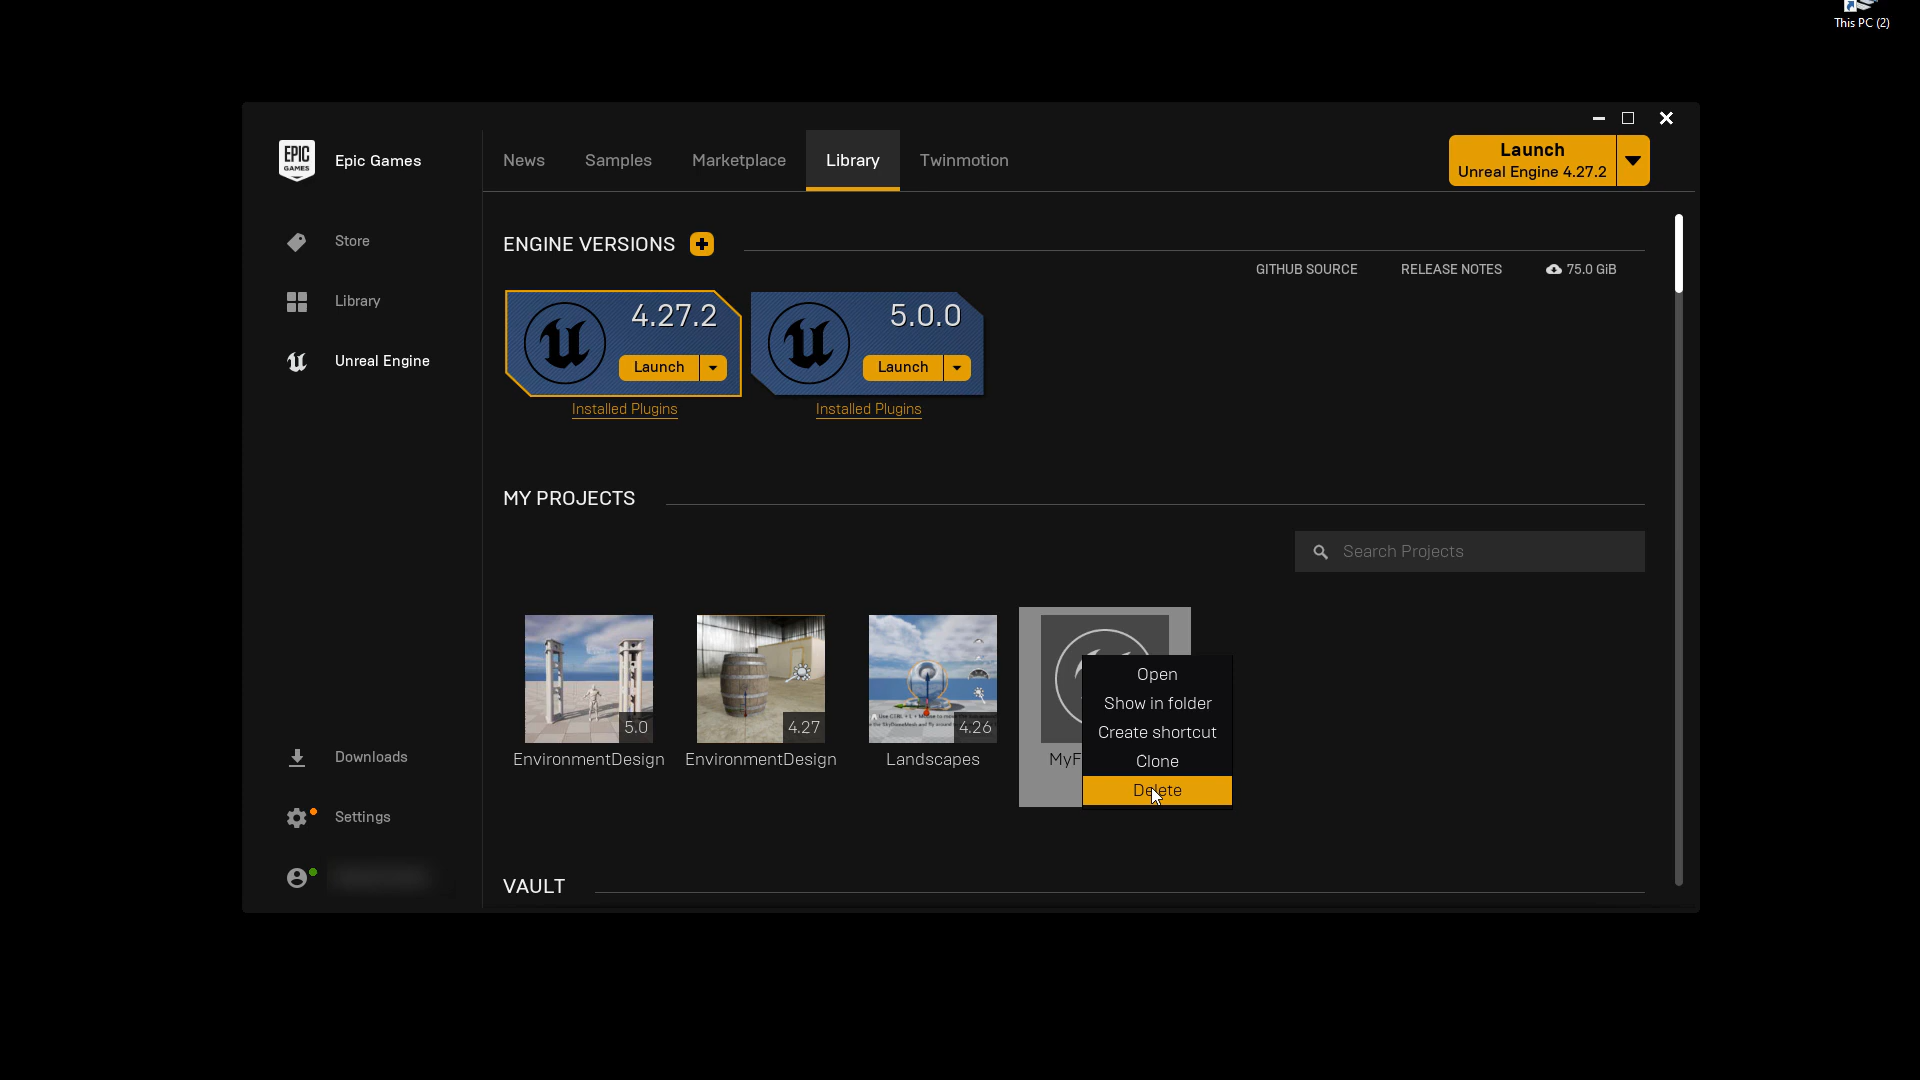 This PC (2)
EPIC GAMES
Epic Games
News
Samples
Marketplace
Library
Twinmotion
Launch
Unreal Engine 4.27.2
Store
Library
Unreal Engine
ENGINE VERSIONS
GITHUB SOURCE
RELEASE NOTES
75.0 GiB
4.27.2
Launch
Installed Plugins
5.0.0
Launch
Installed Plugins
MY PROJECTS
Search Projects
5.0
EnvironmentDesign
4.27
EnvironmentDesign
4.26
Landscapes
Open
Show in folder
Create shortcut
Clone
Delete
Downloads
Settings
VAULT